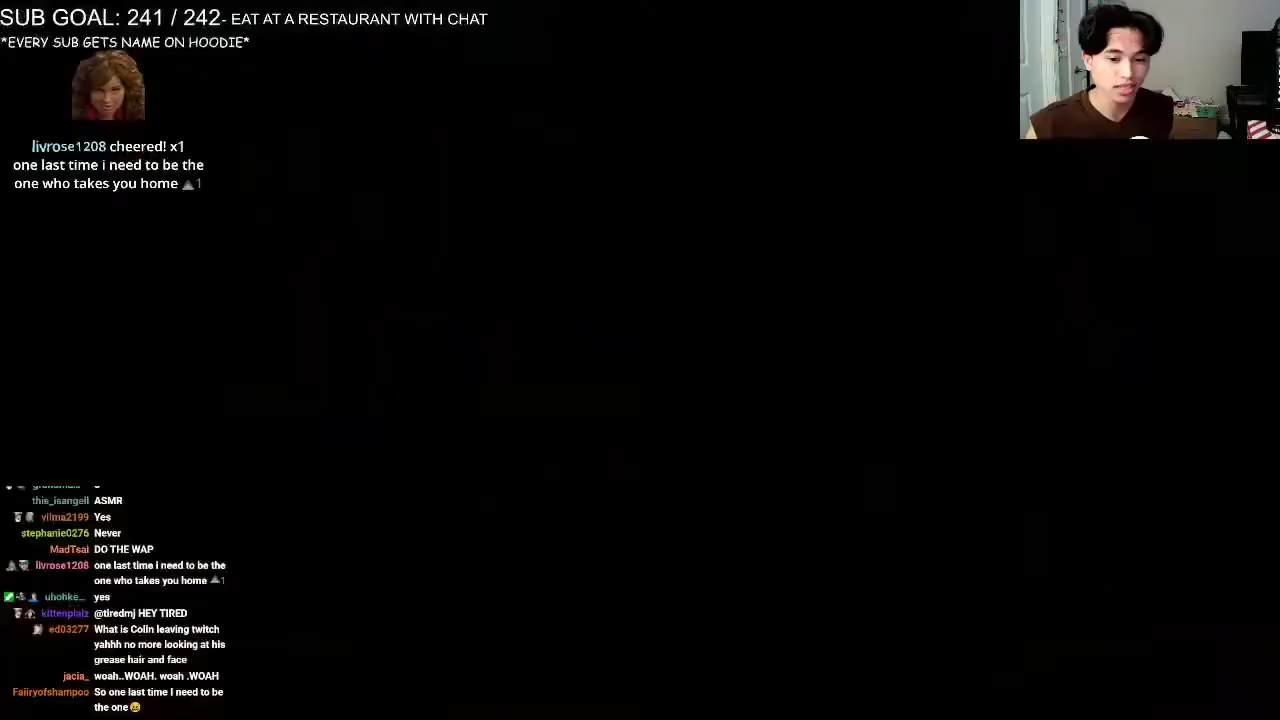 SUB GOAL: 241 / 242- EAT AT A RESTAURANT WITH CHAT
*EVERY SUB GETS NAME ON HOODIE*
livrose1208 cheered! x1
one last time i need to be the
one who takes you home 1
this_isangell ASMR
vilma2199 Yes
stephanie0276 Never
MadTsai DO THE WAP
livrose1208 one last time i need to be the
one who takes you home 1
uhohke_ yes
kittenplalz @tiredmj HEY TIRED
ed03277 What is Colin leaving twitch
yahhh no more looking at his
grease hair and face
jacia_ woah..WOAH. woah .WOAH
Faiiryofshampoo So one last time I need to be
the one